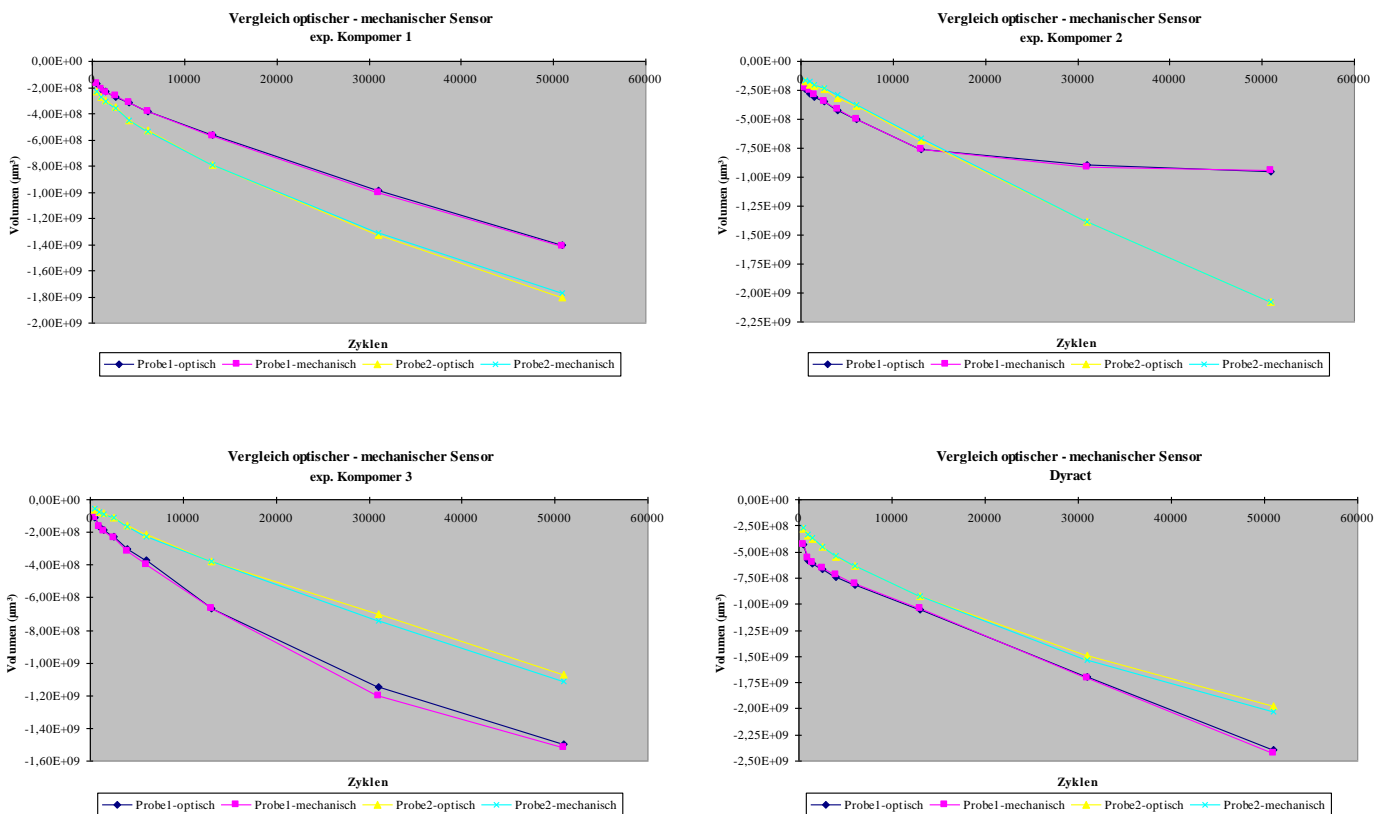 Vergleich optischer - mechanischer Sensor
exp. Kompomer 1
0,00E+00
-2,00E+08
-4,00E+08
-6,00E+08
-8,00E+08
-1,00E+09
-1,20E+09
-1,40E+09
-1,60E+09
-1,80E+09
-2,00E+09
0 10000 20000 30000 40000 50000 60000
Volumen (µm³)
Zyklen
Probe1-optisch Probe1-mechanisch Probe2-optisch Probe2-mechanisch
Vergleich optischer - mechanischer Sensor
exp. Kompomer 2
0,00E+00
-2,50E+08
-5,00E+08
-7,50E+08
-1,00E+09
-1,25E+09
-1,50E+09
-1,75E+09
-2,00E+09
-2,25E+09
0 10000 20000 30000 40000 50000 60000
Volumen (µm³)
Zyklen
Probe1-optisch Probe1-mechanisch Probe2-optisch Probe2-mechanisch
Vergleich optischer - mechanischer Sensor
exp. Kompomer 3
0,00E+00
-2,00E+08
-4,00E+08
-6,00E+08
-8,00E+08
-1,00E+09
-1,20E+09
-1,40E+09
-1,60E+09
0 10000 20000 30000 40000 50000 60000
Volumen (µm³)
Zyklen
Probe1-optisch Probe1-mechanisch Probe2-optisch Probe2-mechanisch
Vergleich optischer - mechanischer Sensor
Dyract
0,00E+00
-2,50E+08
-5,00E+08
-7,50E+08
-1,00E+09
-1,25E+09
-1,50E+09
-1,75E+09
-2,00E+09
-2,25E+09
-2,50E+09
0 10000 20000 30000 40000 50000 60000
Volumen (µm³)
Zyklen
Probe1-optisch Probe1-mechanisch Probe2-optisch Probe2-mechanisch